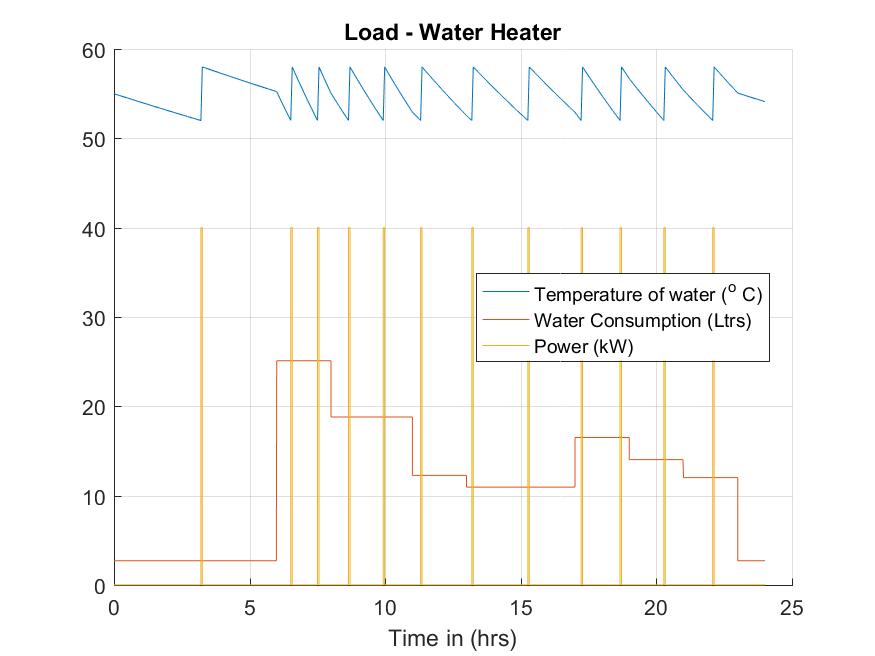 Load - Water Heater
60
50
40
30
20
10
0
Temperature of water (° C)
Water Consumption (Ltrs)
Power (kW)
0 5 10 15 20 25
Time in (hrs)